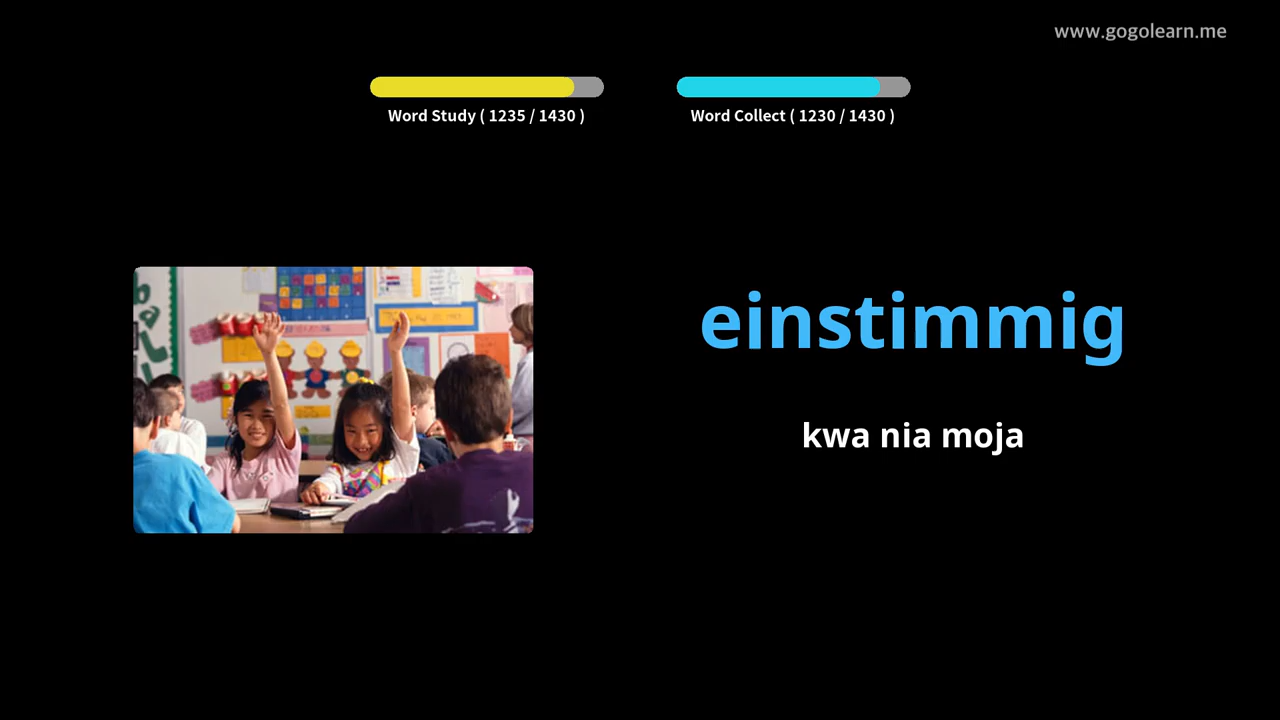 www.gogolearn.me
Word Study ( 1235 / 1430 )
Word Collect ( 1230 / 1430 )
einstimmig
kwa nia moja